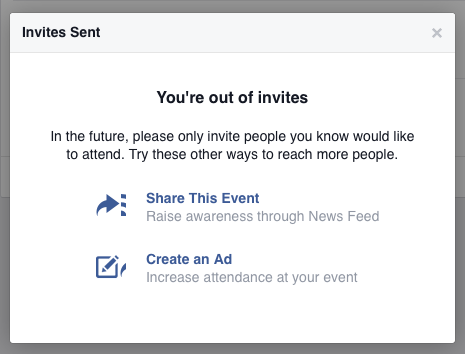 Invites Sent
You're out of invites
In the future, please only invite people you know would like
to attend. Try these other ways to reach more people.
Share This Event
Raise awareness through News Feed
Create an Ad
Increase attendance at your event